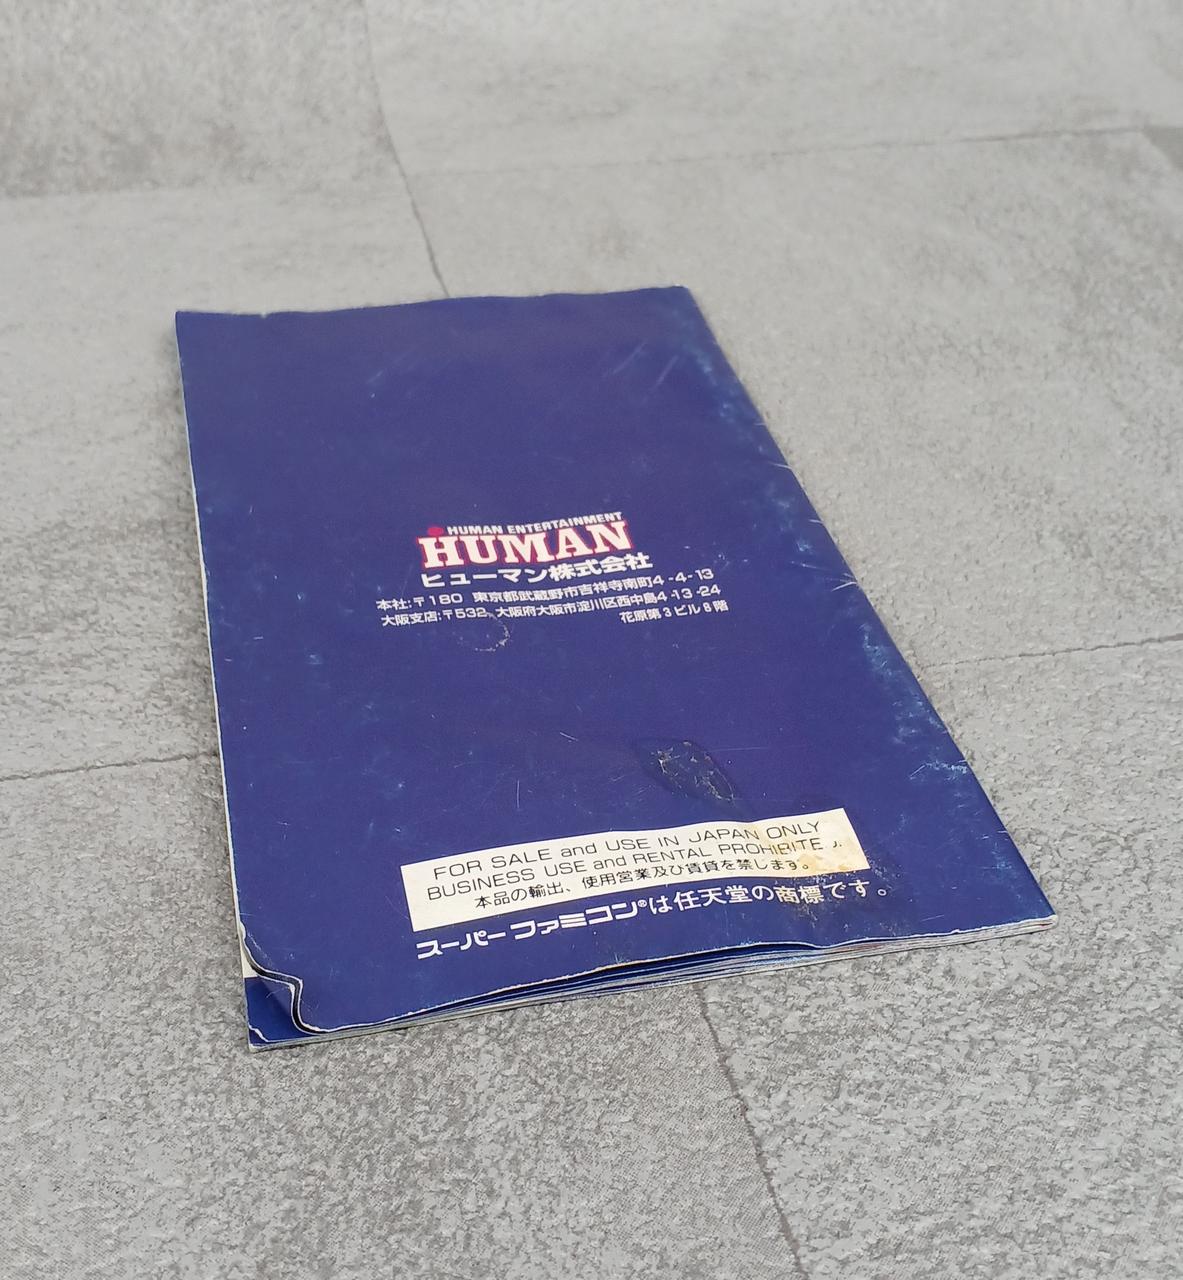 HUMAN ENTERTAINMENT
HUMAN
ヒューマン株式会社
本社:〒180 東京都武蔵野市吉祥寺南町4-4-13
大阪支店:〒532 大阪府大阪市淀川区西中島4-13-24
花原第3ビル8階
FOR SALE and USE IN JAPAN ONLY
BUSINESS USE and RENTAL PROHIBITE
本品の輸出、使用営業及び賃貸を禁じます。
スーパーファミコン®は任天堂の商標です。